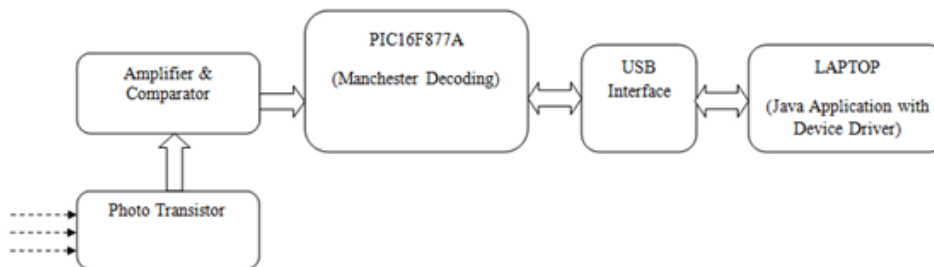 PIC16F877A
(Manchester Decoding)
Amplifier &
Comparator
USB
Interface
LAPTOP
(Java Application with
Device Driver)
Photo Transistor